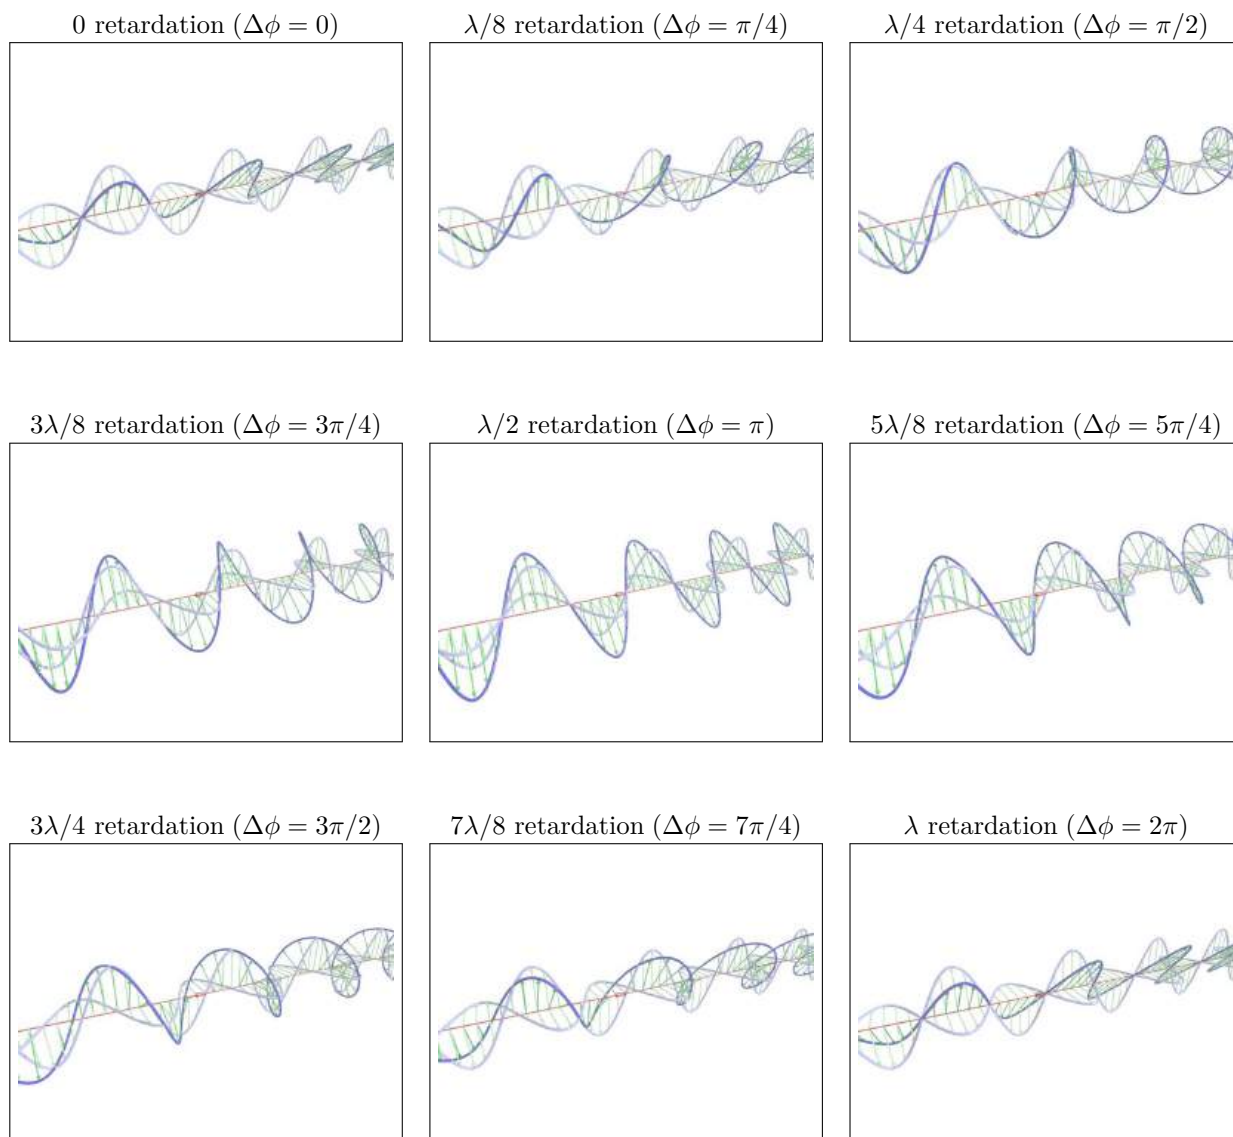 0 retardation (Δϕ = 0)
λ/8 retardation (Δϕ = π/4)
λ/4 retardation (Δϕ = π/2)
3λ/8 retardation (Δϕ = 3π/4)
λ/2 retardation (Δϕ = π)
5λ/8 retardation (Δϕ = 5π/4)
3λ/4 retardation (Δϕ = 3π/2)
7λ/8 retardation (Δϕ = 7π/4)
λ retardation (Δϕ = 2π)